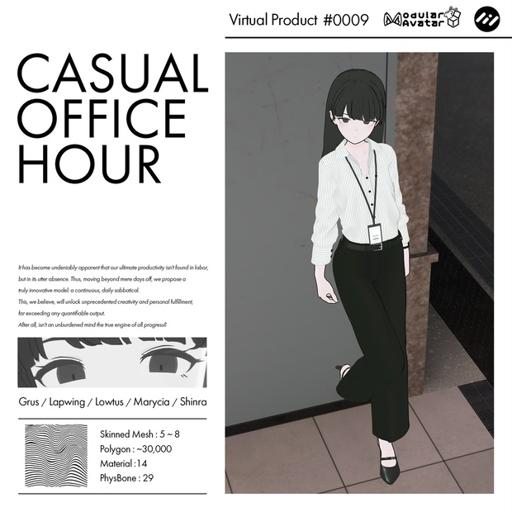 Virtual Product #0009
Modular
Avatar
CASUAL
OFFICE
HOUR
It has become undeniably apparent that our ultimate productivity isn't found in labor,
but in its utter absence. Thus, moving beyond mere days off, we propose a
truly innovative model: a continuous, daily sabbatical.
This, we believe, will unlock unprecedented creativity and personal fulfillment,
far exceeding any quantifiable output.
After all, isn't an unburdened mind the true engine of all progress?
Grus / Lapwing / Lowtus / Marycia / Shinra
Skinned Mesh : 5 ~ 8
Polygon : ~30,000
Material :14
PhysBone : 29